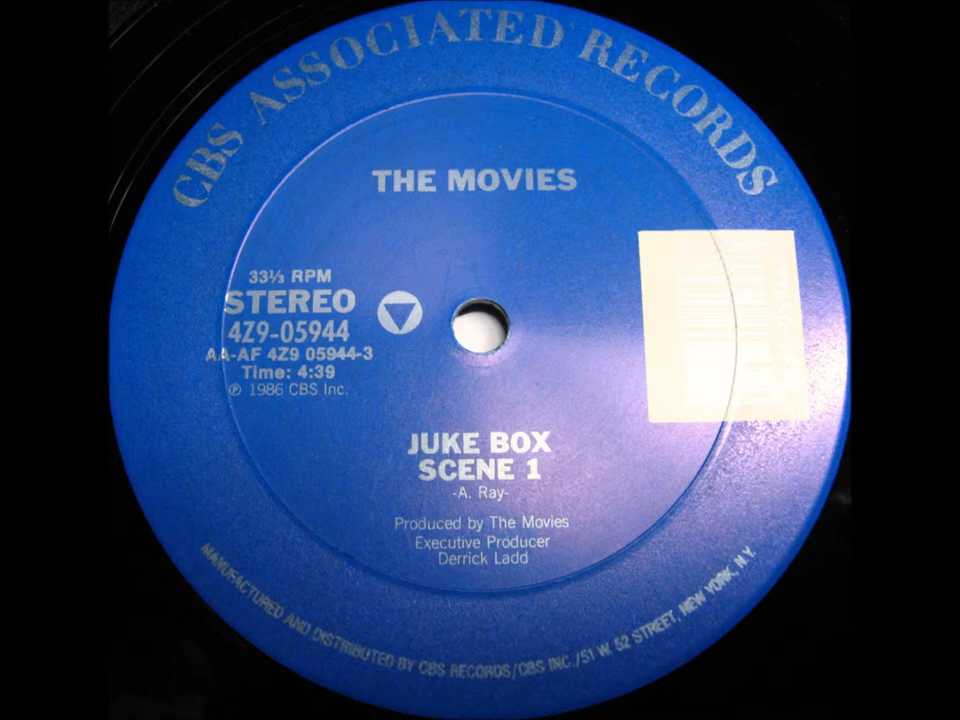 CBS ASSOCIATED RECORDS
THE MOVIES
33⅓ RPM
STEREO
4Z9-05944
AA-AF 4Z9 05944-3
Time: 4:39
℗ 1986 CBS Inc.
JUKE BOX
SCENE 1
-A. Ray-
Produced by The Movies
Executive Producer
Derrick Ladd
MANUFACTURED AND DISTRIBUTED BY CBS RECORDS/CBS INC./51 W. 52 STREET, NEW YORK, N.Y.